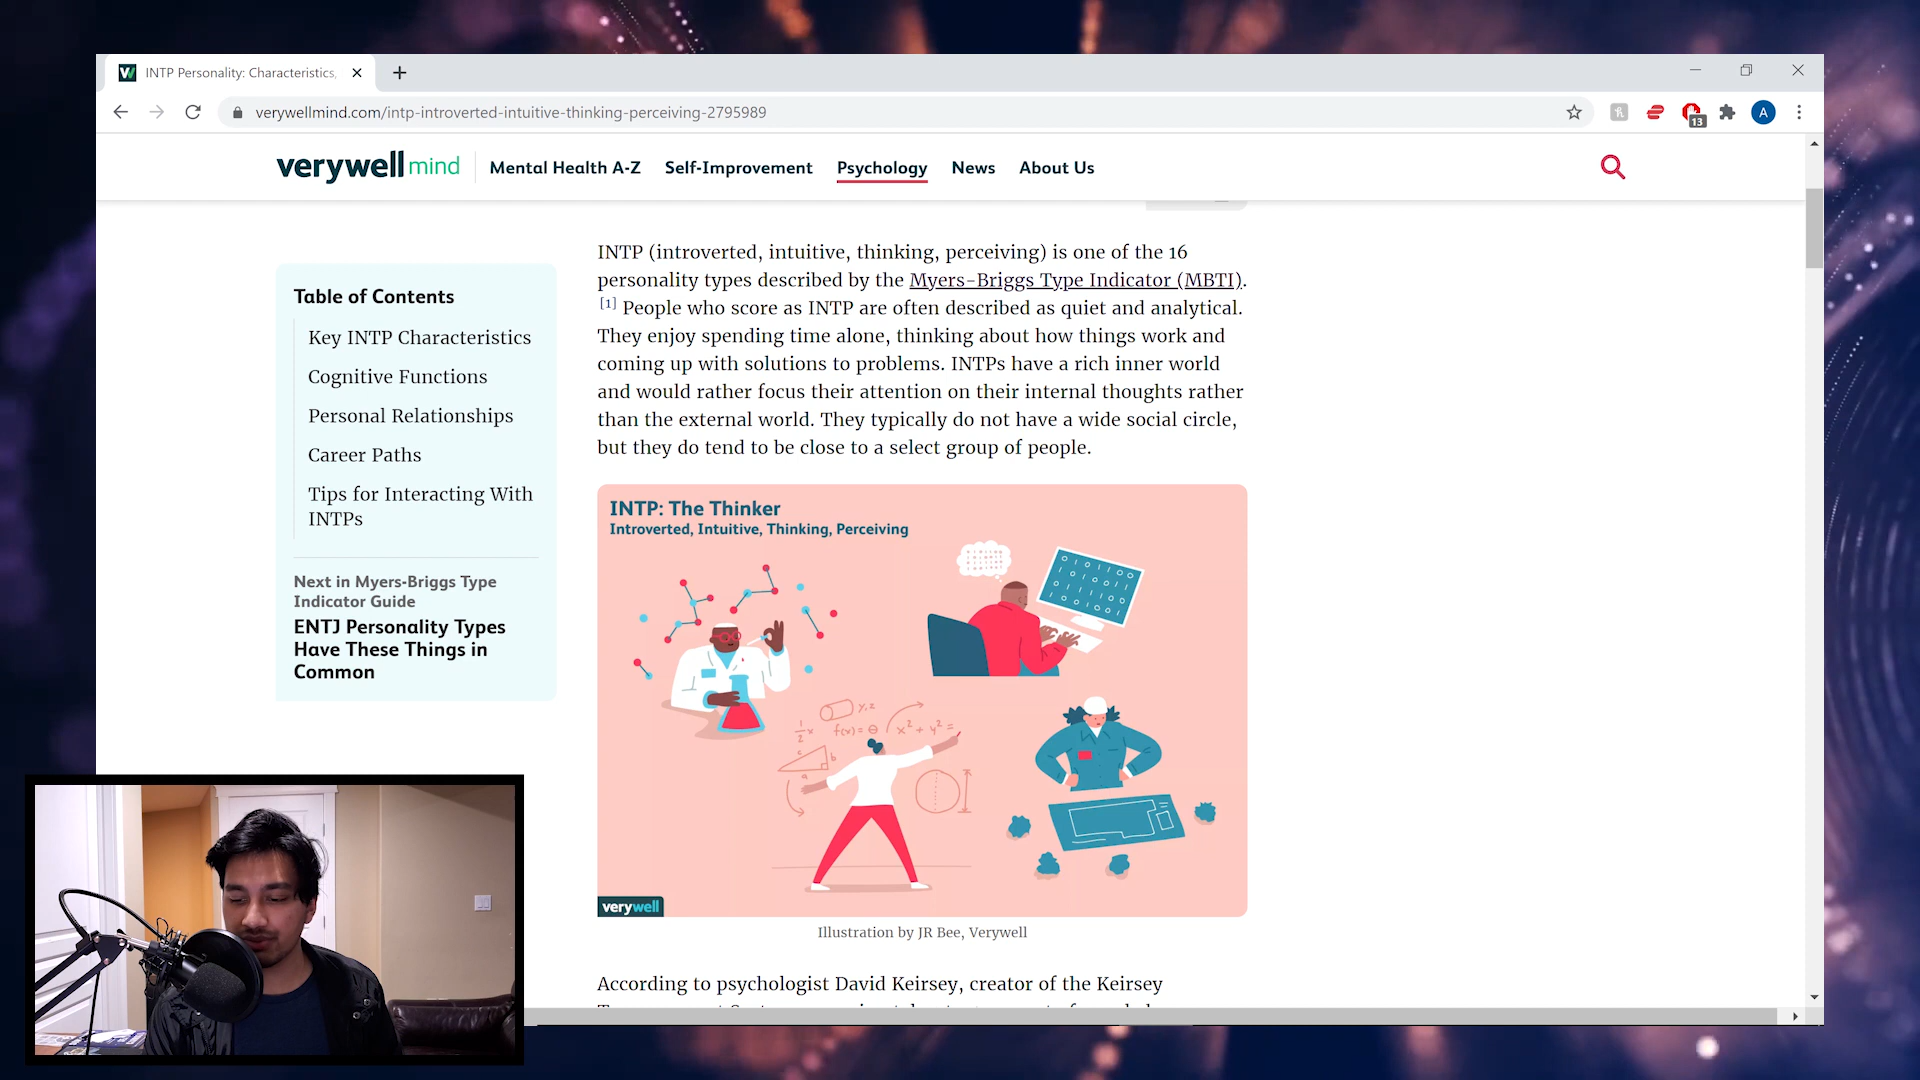 INTP Personality: Characteristics,
verywellmind.com/intp-introverted-intuitive-thinking-perceiving-2795989
13
A
verywell mind
Mental Health A-Z Self-Improvement Psychology News About Us
Table of Contents
Key INTP Characteristics
Cognitive Functions
Personal Relationships
Career Paths
Tips for Interacting With
INTPs
Next in Myers-Briggs Type
Indicator Guide
ENTJ Personality Types
Have These Things in
Common
INTP (introverted, intuitive, thinking, perceiving) is one of the 16
personality types described by the Myers-Briggs Type Indicator (MBTI).
[1] People who score as INTP are often described as quiet and analytical.
They enjoy spending time alone, thinking about how things work and
coming up with solutions to problems. INTPs have a rich inner world
and would rather focus their attention on their internal thoughts rather
than the external world. They typically do not have a wide social circle,
but they do tend to be close to a select group of people.
INTP: The Thinker
Introverted, Intuitive, Thinking, Perceiving
y,z
1/2 x f(x)= Θ x² + y² =
c
b
a
verywell
Illustration by JR Bee, Verywell
According to psychologist David Keirsey, creator of the Keirsey